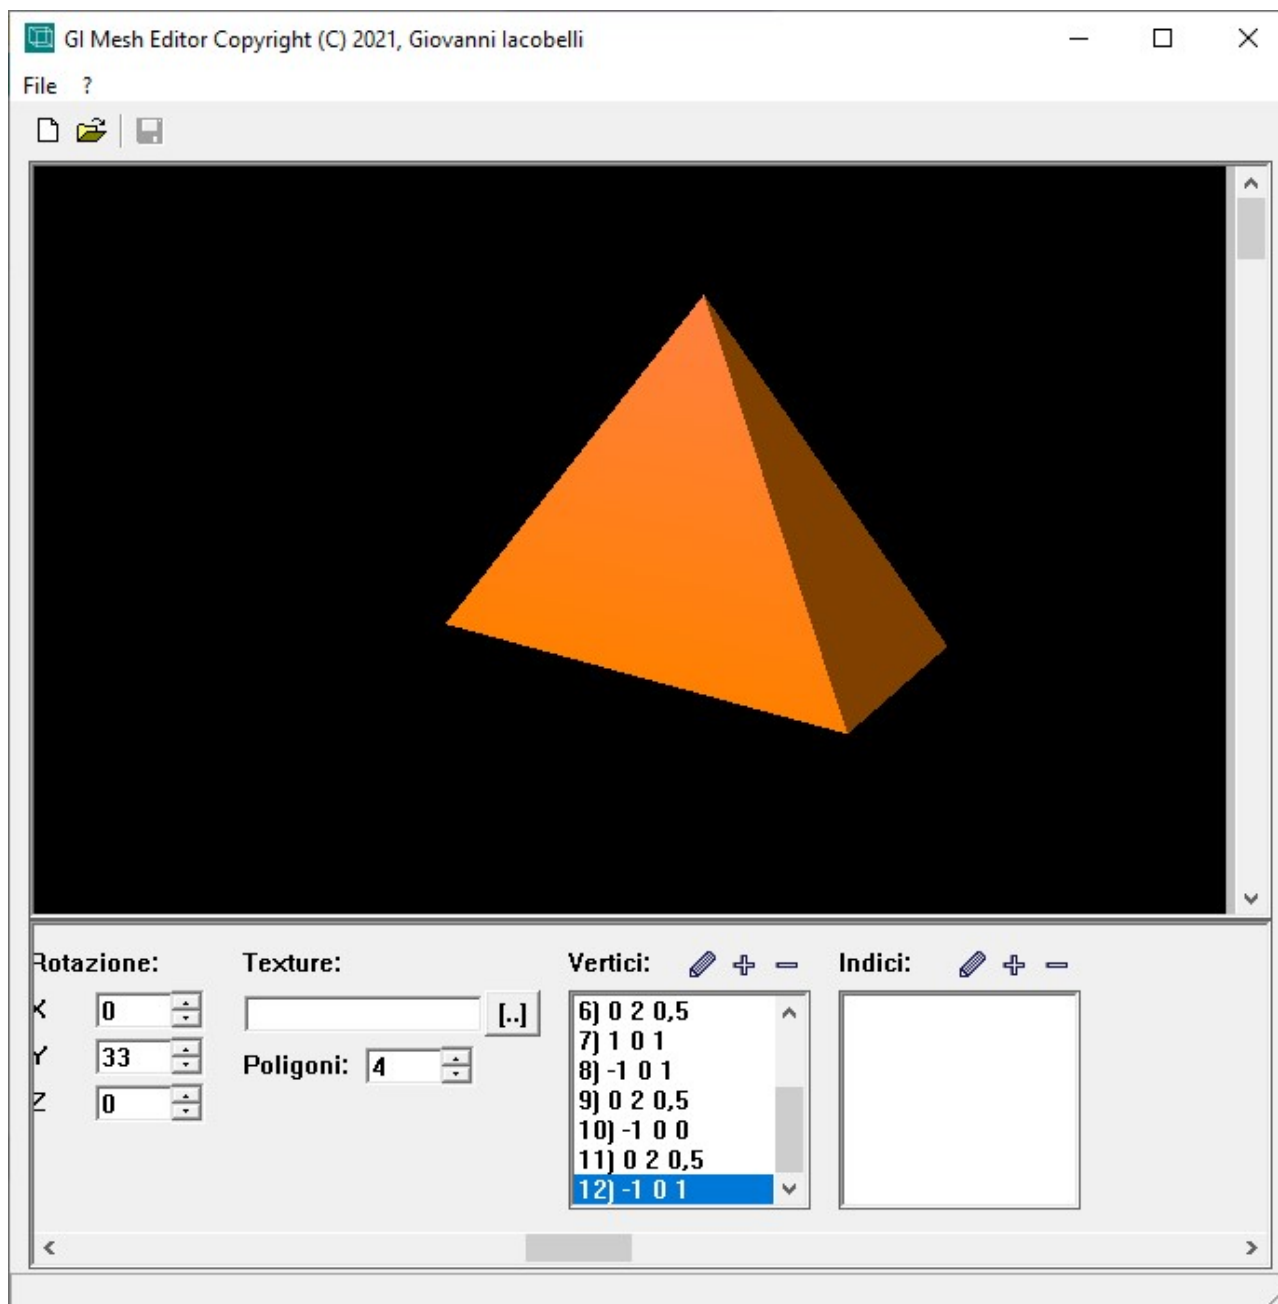 GI Mesh Editor Copyright (C) 2021, Giovanni Iacobelli
File ?
Rotazione: Texture: Vertici: Indici:
X 0 [..]
Y 33 Poligoni: 4
Z 0
6) 0 2 0,5
7) 1 0 1
8) -1 0 1
9) 0 2 0,5
10) -1 0 0
11) 0 2 0,5
12) -1 0 1